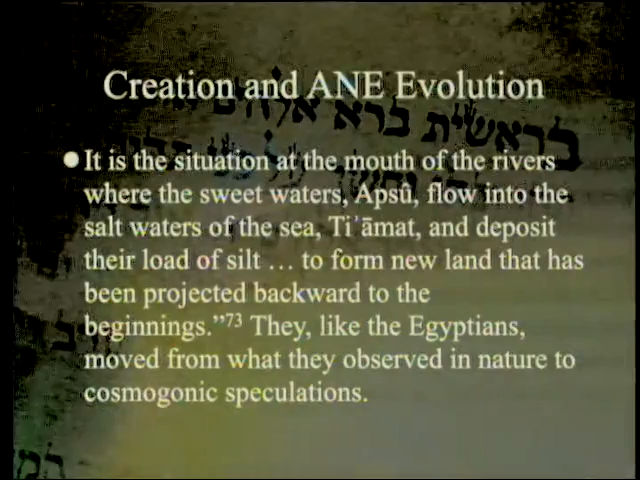 Creation and ANE Evolution
● It is the situation at the mouth of the rivers
where the sweet waters, Apsû, flow into the
salt waters of the sea, Ti’āmat, and deposit
their load of silt … to form new land that has
been projected backward to the
beginnings.”73 They, like the Egyptians,
moved from what they observed in nature to
cosmogonic speculations.
בראשית ברא אלהים